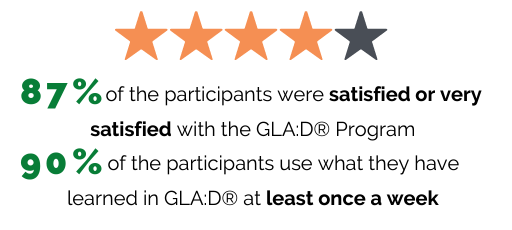 87% of the participants were satisfied or very
satisfied with the GLA:D® Program
90% of the participants use what they have
learned in GLA:D® at least once a week